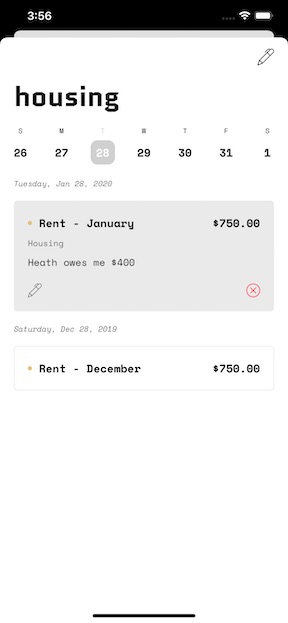 3:56
housing
S M T W T F S
26 27 28 29 30 31 1
Tuesday, Jan 28, 2020
Rent - January $750.00
Housing
Heath owes me $400
Saturday, Dec 28, 2019
Rent - December $750.00